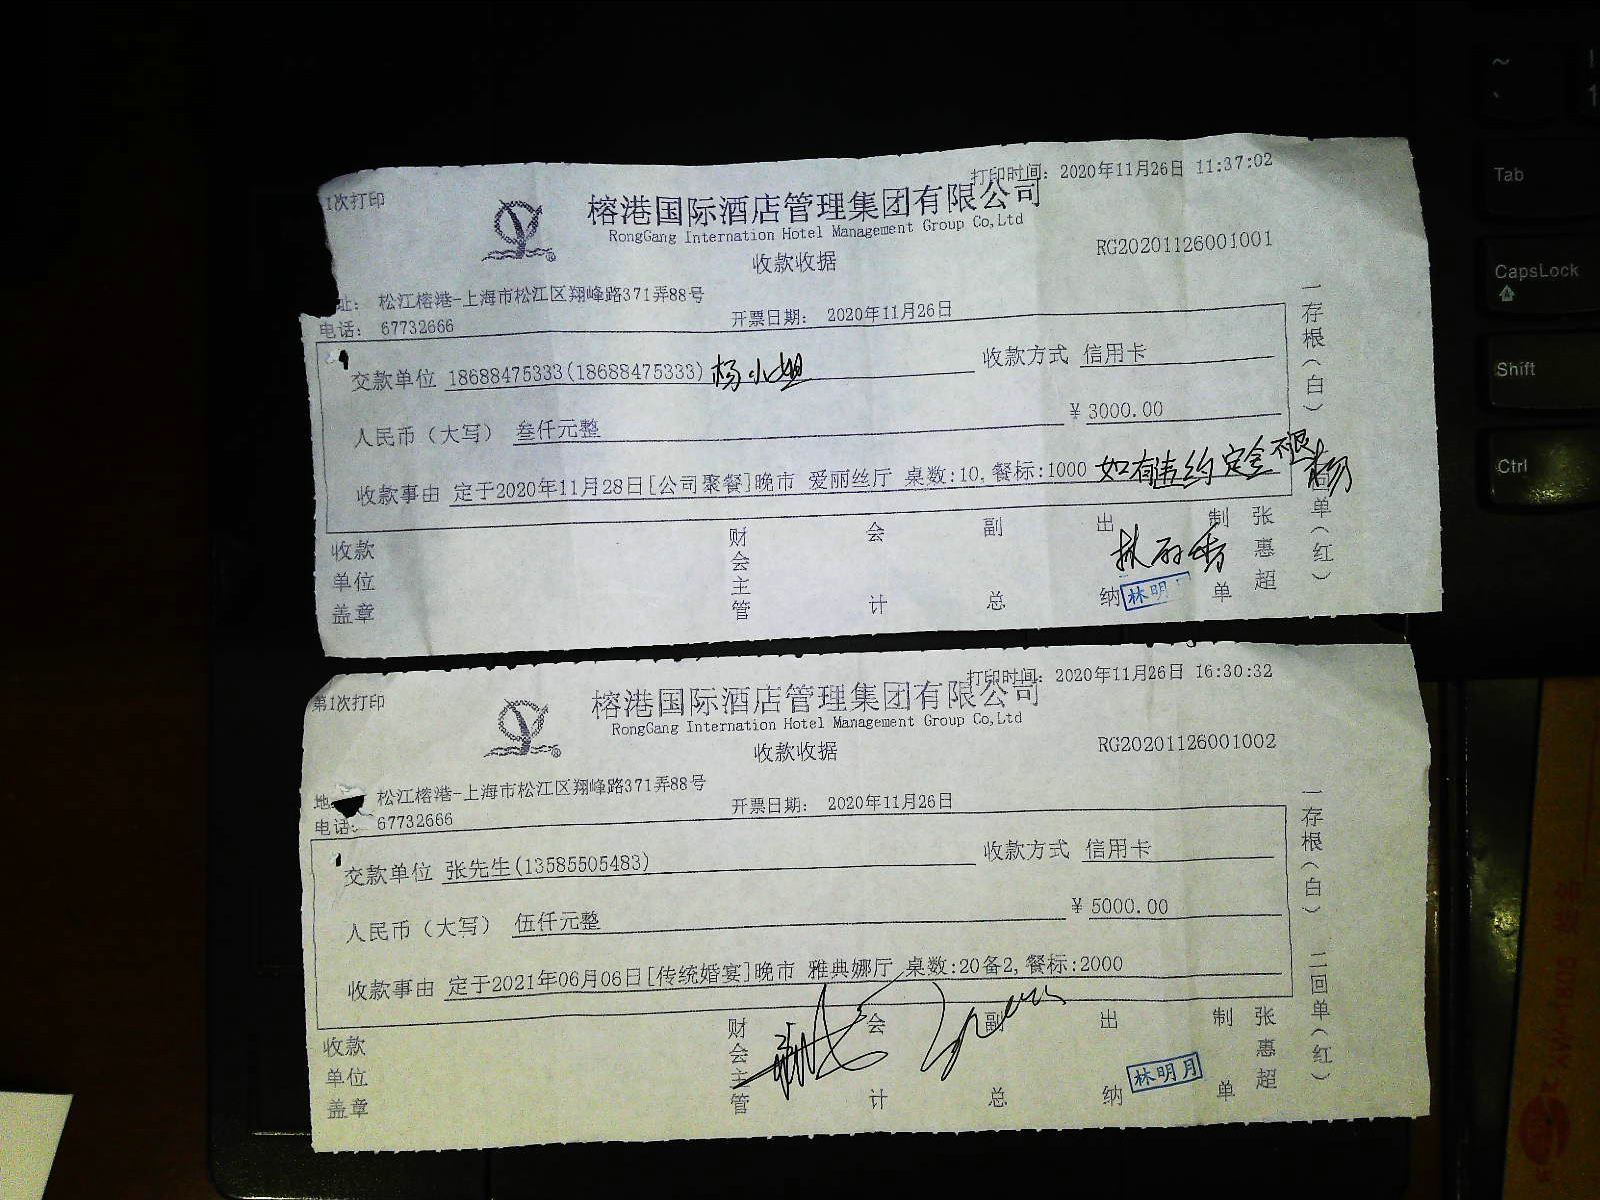 1次打印
打印时间： 2020年11月26日 11:37:02
榕港国际酒店管理集团有限公司
RongGang Internation Hotel Management Group Co,Ltd
收款收据
RG20201126001001
址： 松江榕港-上海市松江区翔峰路371弄88号
电话： 67732666
开票日期： 2020年11月26日
交款单位 18688475333(18688475333) 杨小姐 收款方式 信用卡
人民币（大写） 叁仟元整 ¥ 3000.00
收款事由 定于2020年11月28日[公司聚餐]晚市 爱丽丝厅 桌数:10,餐标:1000 如有违约定金不退 杨
收款单位盖章 财会主管 会计 副总 出纳 林明 制单 张惠超
一存根（白） 回单（红）
第1次打印
打印时间： 2020年11月26日 16:30:32
榕港国际酒店管理集团有限公司
RongGang Internation Hotel Management Group Co,Ltd
收款收据
RG20201126001002
地 松江榕港-上海市松江区翔峰路371弄88号
电话： 67732666
开票日期： 2020年11月26日
交款单位 张先生(13585505483) 收款方式 信用卡
人民币（大写） 伍仟元整 ¥ 5000.00
收款事由 定于2021年06月06日[传统婚宴]晚市 雅典娜厅 桌数:20备2,餐标:2000
收款单位盖章 财会主管 会计 副总 出纳 林明月 制单 张惠超
一存根（白） 二回单（红）
~
Tab
CapsLock
Shift
Ctrl